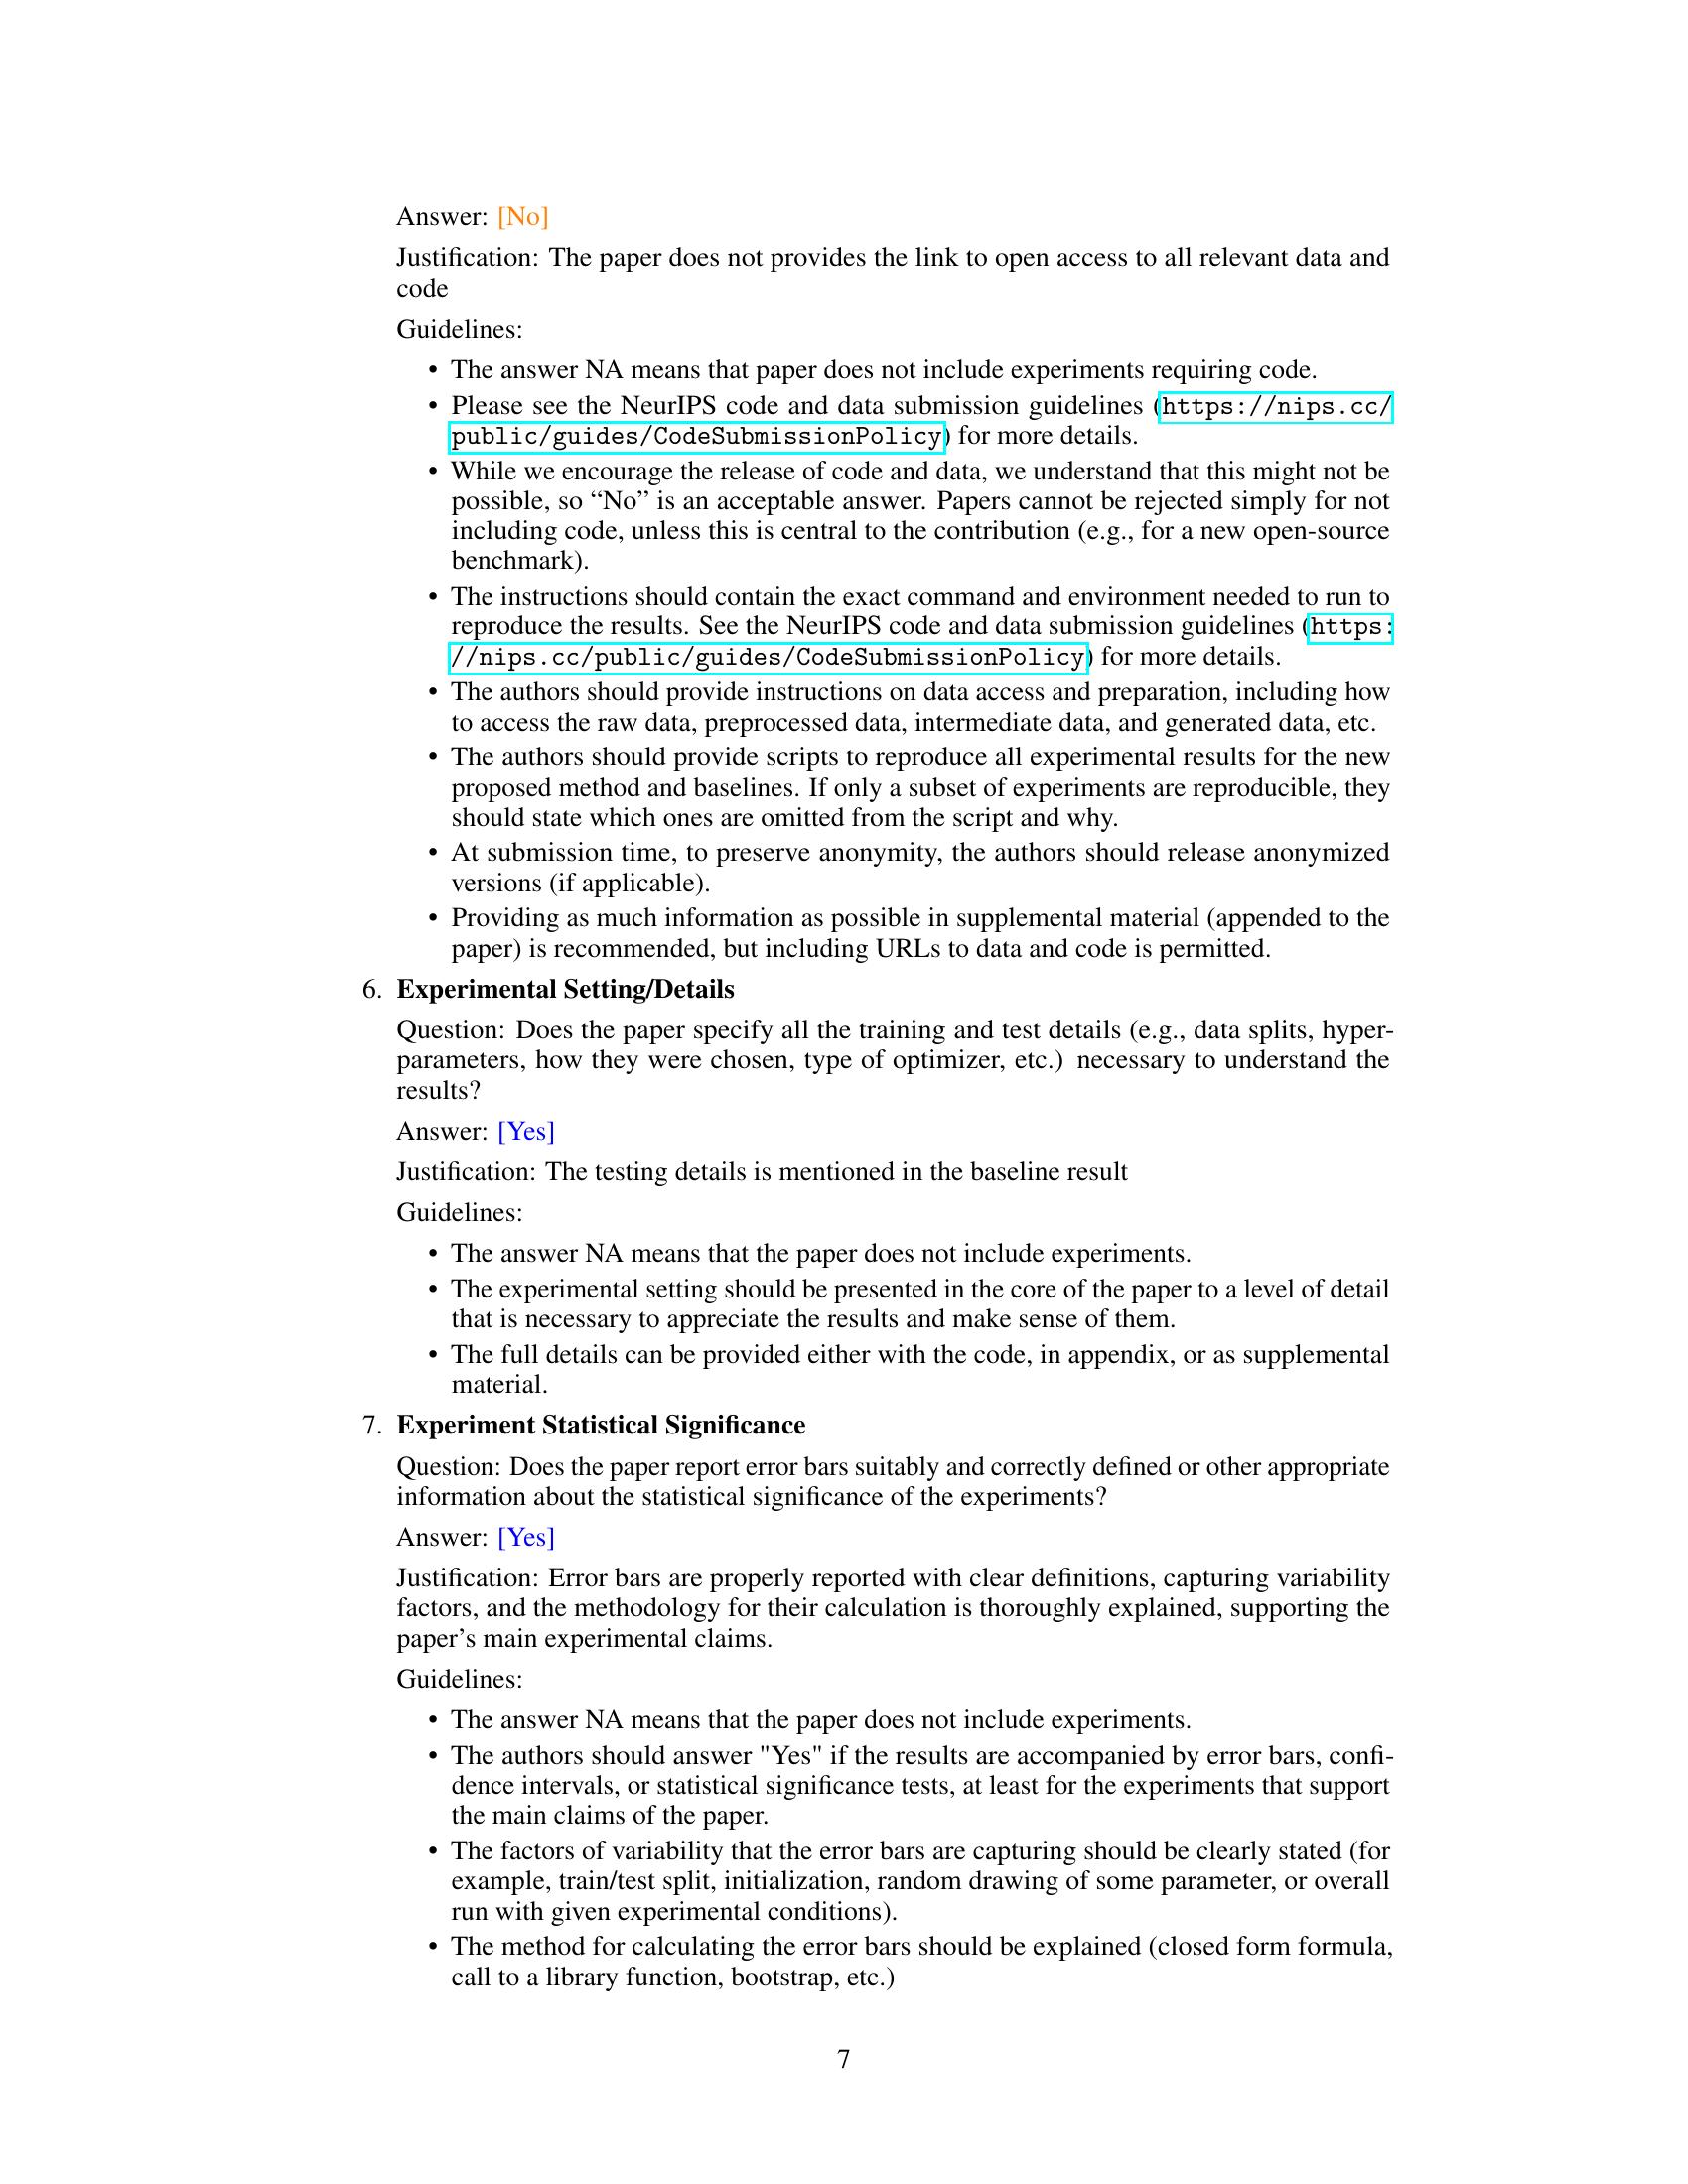 Answer: [No]
Justification: The paper does not provides the link to open access to all relevant data and
code
Guidelines:
• The answer NA means that paper does not include experiments requiring code.
• Please see the NeurIPS code and data submission guidelines (https://nips.cc/
public/guides/CodeSubmissionPolicy) for more details.
• While we encourage the release of code and data, we understand that this might not be
possible, so “No” is an acceptable answer. Papers cannot be rejected simply for not
including code, unless this is central to the contribution (e.g., for a new open-source
benchmark).
• The instructions should contain the exact command and environment needed to run to
reproduce the results. See the NeurIPS code and data submission guidelines (https:
//nips.cc/public/guides/CodeSubmissionPolicy) for more details.
• The authors should provide instructions on data access and preparation, including how
to access the raw data, preprocessed data, intermediate data, and generated data, etc.
• The authors should provide scripts to reproduce all experimental results for the new
proposed method and baselines. If only a subset of experiments are reproducible, they
should state which ones are omitted from the script and why.
• At submission time, to preserve anonymity, the authors should release anonymized
versions (if applicable).
• Providing as much information as possible in supplemental material (appended to the
paper) is recommended, but including URLs to data and code is permitted.
6. Experimental Setting/Details
Question: Does the paper specify all the training and test details (e.g., data splits, hyper-
parameters, how they were chosen, type of optimizer, etc.) necessary to understand the
results?
Answer: [Yes]
Justification: The testing details is mentioned in the baseline result
Guidelines:
• The answer NA means that the paper does not include experiments.
• The experimental setting should be presented in the core of the paper to a level of detail
that is necessary to appreciate the results and make sense of them.
• The full details can be provided either with the code, in appendix, or as supplemental
material.
7. Experiment Statistical Significance
Question: Does the paper report error bars suitably and correctly defined or other appropriate
information about the statistical significance of the experiments?
Answer: [Yes]
Justification: Error bars are properly reported with clear definitions, capturing variability
factors, and the methodology for their calculation is thoroughly explained, supporting the
paper’s main experimental claims.
Guidelines:
• The answer NA means that the paper does not include experiments.
• The authors should answer "Yes" if the results are accompanied by error bars, confi-
dence intervals, or statistical significance tests, at least for the experiments that support
the main claims of the paper.
• The factors of variability that the error bars are capturing should be clearly stated (for
example, train/test split, initialization, random drawing of some parameter, or overall
run with given experimental conditions).
• The method for calculating the error bars should be explained (closed form formula,
call to a library function, bootstrap, etc.)
7